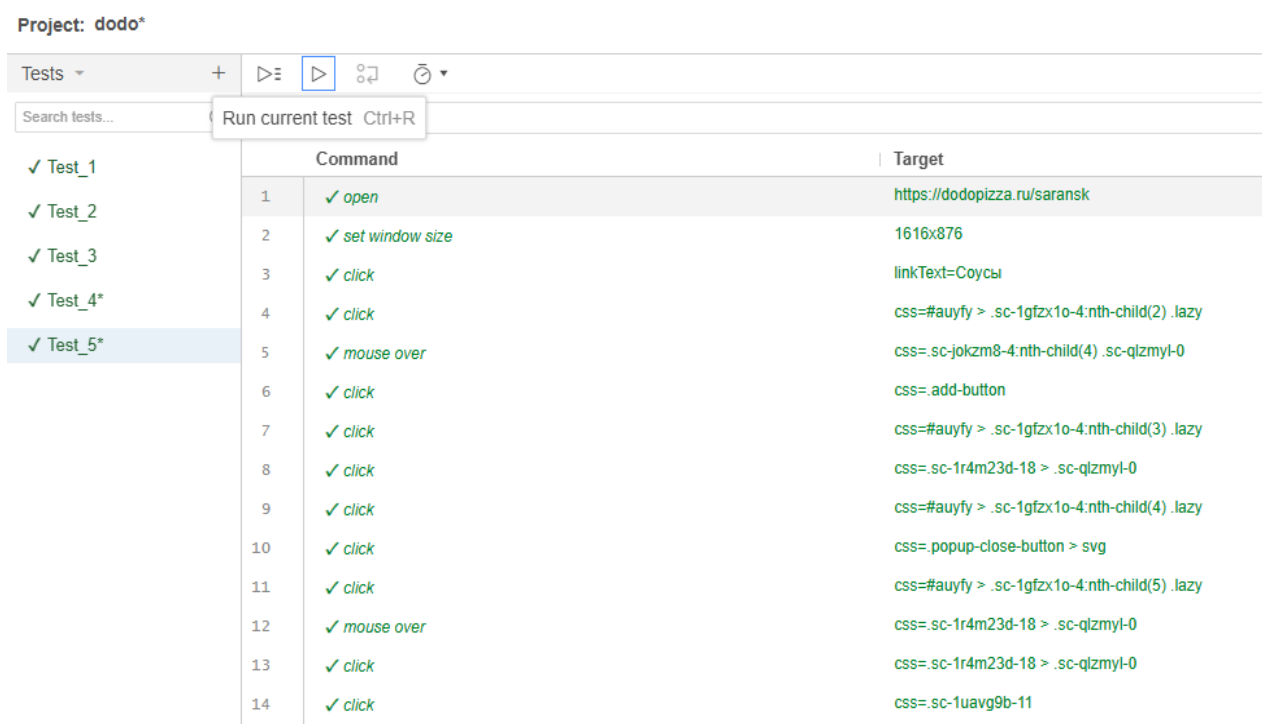 Project: dodo*
Tests +
Search tests...
Run current test Ctrl+R
✓ Test_1
✓ Test_2
✓ Test_3
✓ Test_4*
✓ Test_5*
Command Target
1 ✓ open https://dodopizza.ru/saransk
2 ✓ set window size 1616x876
3 ✓ click linkText=Соусы
4 ✓ click css=#auyfy > .sc-1gfzx1o-4:nth-child(2) .lazy
5 ✓ mouse over css=.sc-jokzm8-4:nth-child(4) .sc-qlzmyl-0
6 ✓ click css=.add-button
7 ✓ click css=#auyfy > .sc-1gfzx1o-4:nth-child(3) .lazy
8 ✓ click css=.sc-1r4m23d-18 > .sc-qlzmyl-0
9 ✓ click css=#auyfy > .sc-1gfzx1o-4:nth-child(4) .lazy
10 ✓ click css=.popup-close-button > svg
11 ✓ click css=#auyfy > .sc-1gfzx1o-4:nth-child(5) .lazy
12 ✓ mouse over css=.sc-1r4m23d-18 > .sc-qlzmyl-0
13 ✓ click css=.sc-1r4m23d-18 > .sc-qlzmyl-0
14 ✓ click css=.sc-1uavg9b-11